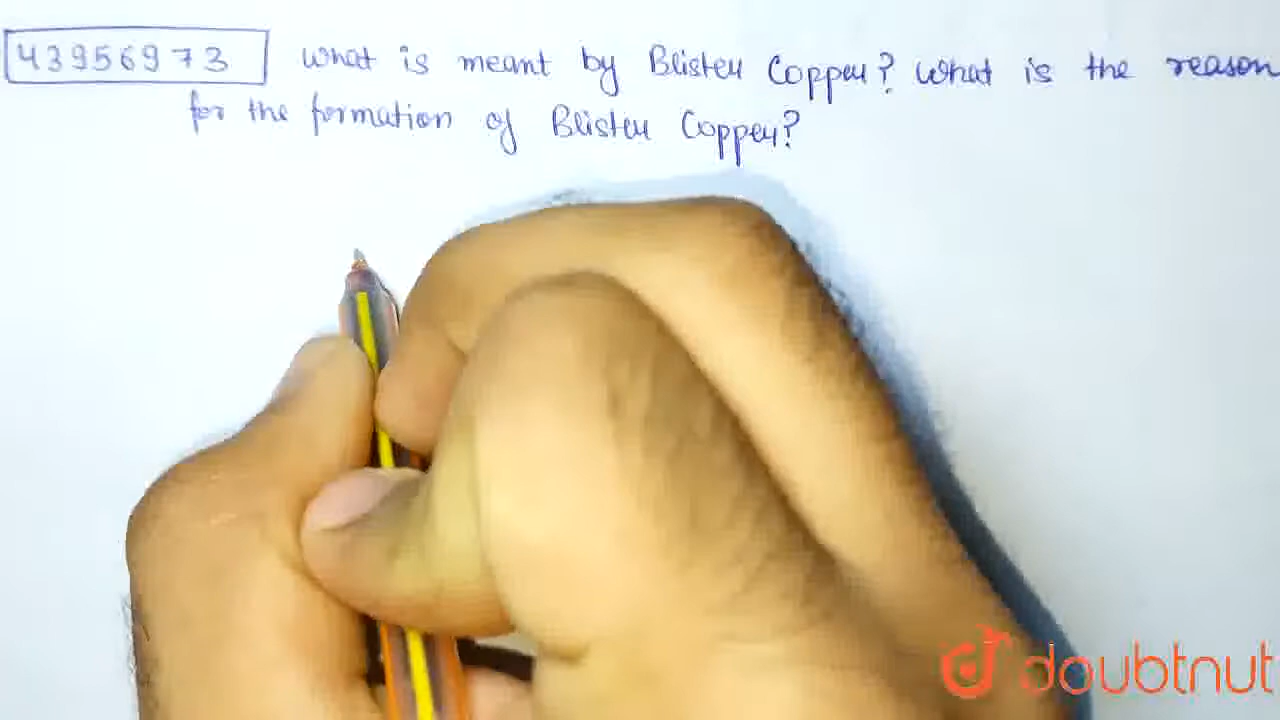 43956973 What is meant by Blister Copper? What is the reason
for the formation of Blister Copper?
doubtnut